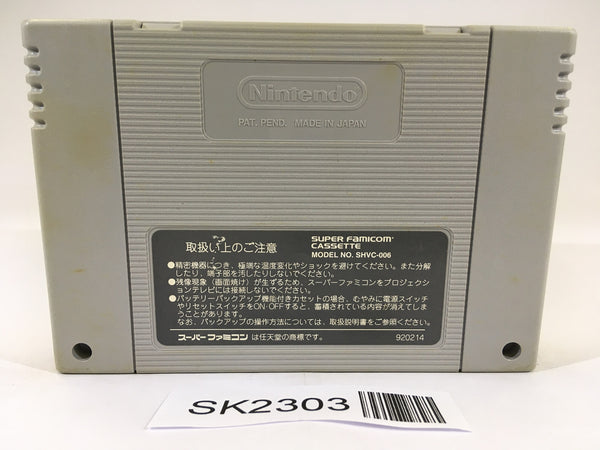 Nintendo
PAT. PEND. MADE IN JAPAN
取扱い上のご注意
SUPER FAMICOM
CASSETTE
MODEL NO. SHVC-006
●精密機器につき、極端な温度変化やショックを避けてください。また分解
したり、端子部を汚したりしないでください。
●残像現象（画面焼け）が生ずるため、スーパーファミコンをプロジェクシ
ョンテレビには接続しないでください。
●バッテリーバックアップ機能付きカセットの場合、むやみに電源スイッチ
やリセットスイッチをON·OFFすると、蓄積されている内容が消えてしま
うことがあります。
なお、バックアップの操作方法については、取扱説明書をご参照ください。
スーパーファミコン は任天堂の商標です。
920214
SK2303